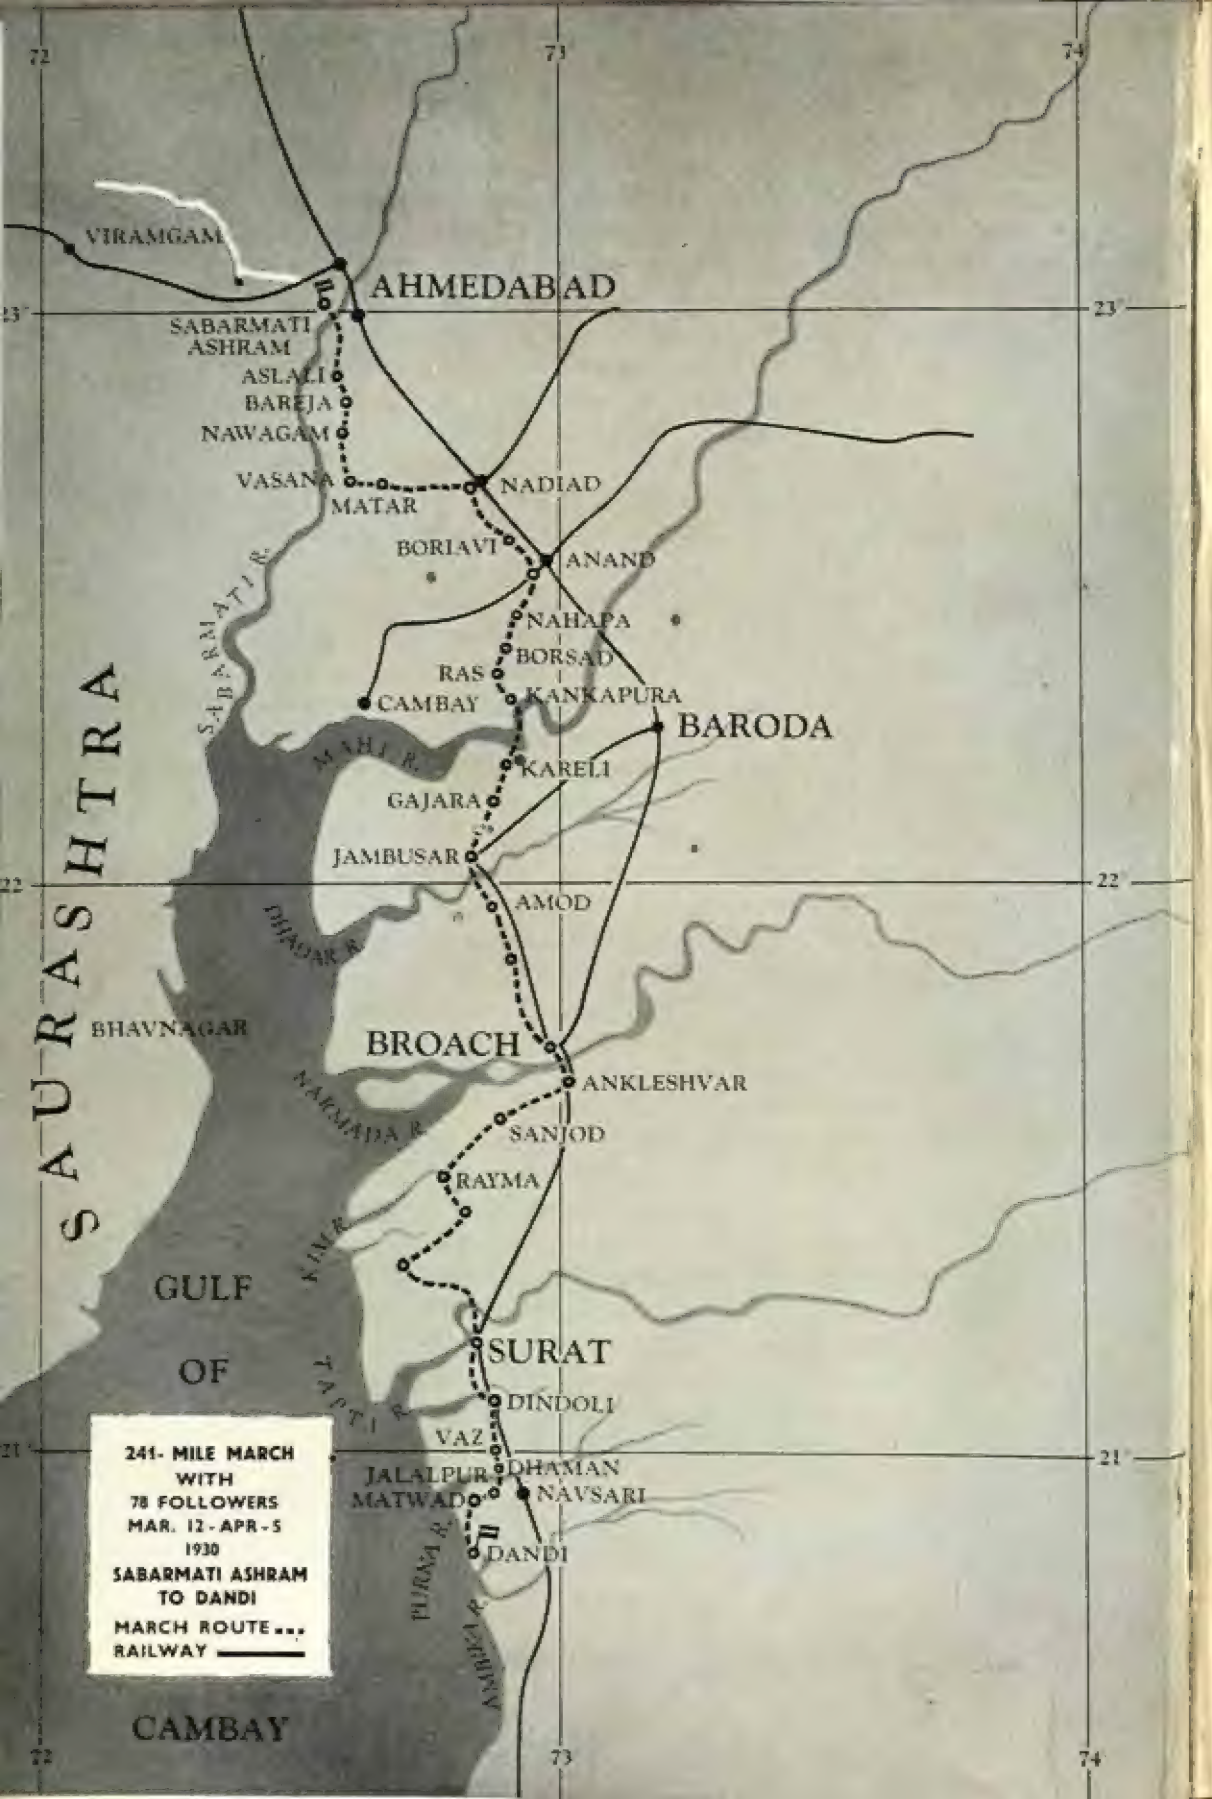 72
73
74
VIRAMGAM
AHMEDABAD
23°
23°
SABARMATI
ASHRAM
ASLALI
BAREJA
NAWAGAM
VASANA
NADIAD
MATAR
BORIAVI
ANAND
SABARMATI R.
NAHAPA
BORSAD
RAS
KANKAPURA
CAMBAY
BARODA
MAHI R.
KARELI
GAJARA
JAMBUSAR
SAURASHTRA
22
22°
AMOD
DHADAR R.
BHAVNAGAR
BROACH
ANKLESHVAR
NARMADA R.
SANJOD
RAYMA
KIM R.
GULF
OF
SURAT
TAPTI R.
DINDOLI
VAZ
21°
21°
JALALPUR
DHAMAN
MATWAD
NAVSARI
DANDI
PURNA R.
AMBIKA R.
241- MILE MARCH
WITH
78 FOLLOWERS
MAR. 12-APR-5
1930
SABARMATI ASHRAM
TO DANDI
MARCH ROUTE...
RAILWAY
CAMBAY
72
73
74